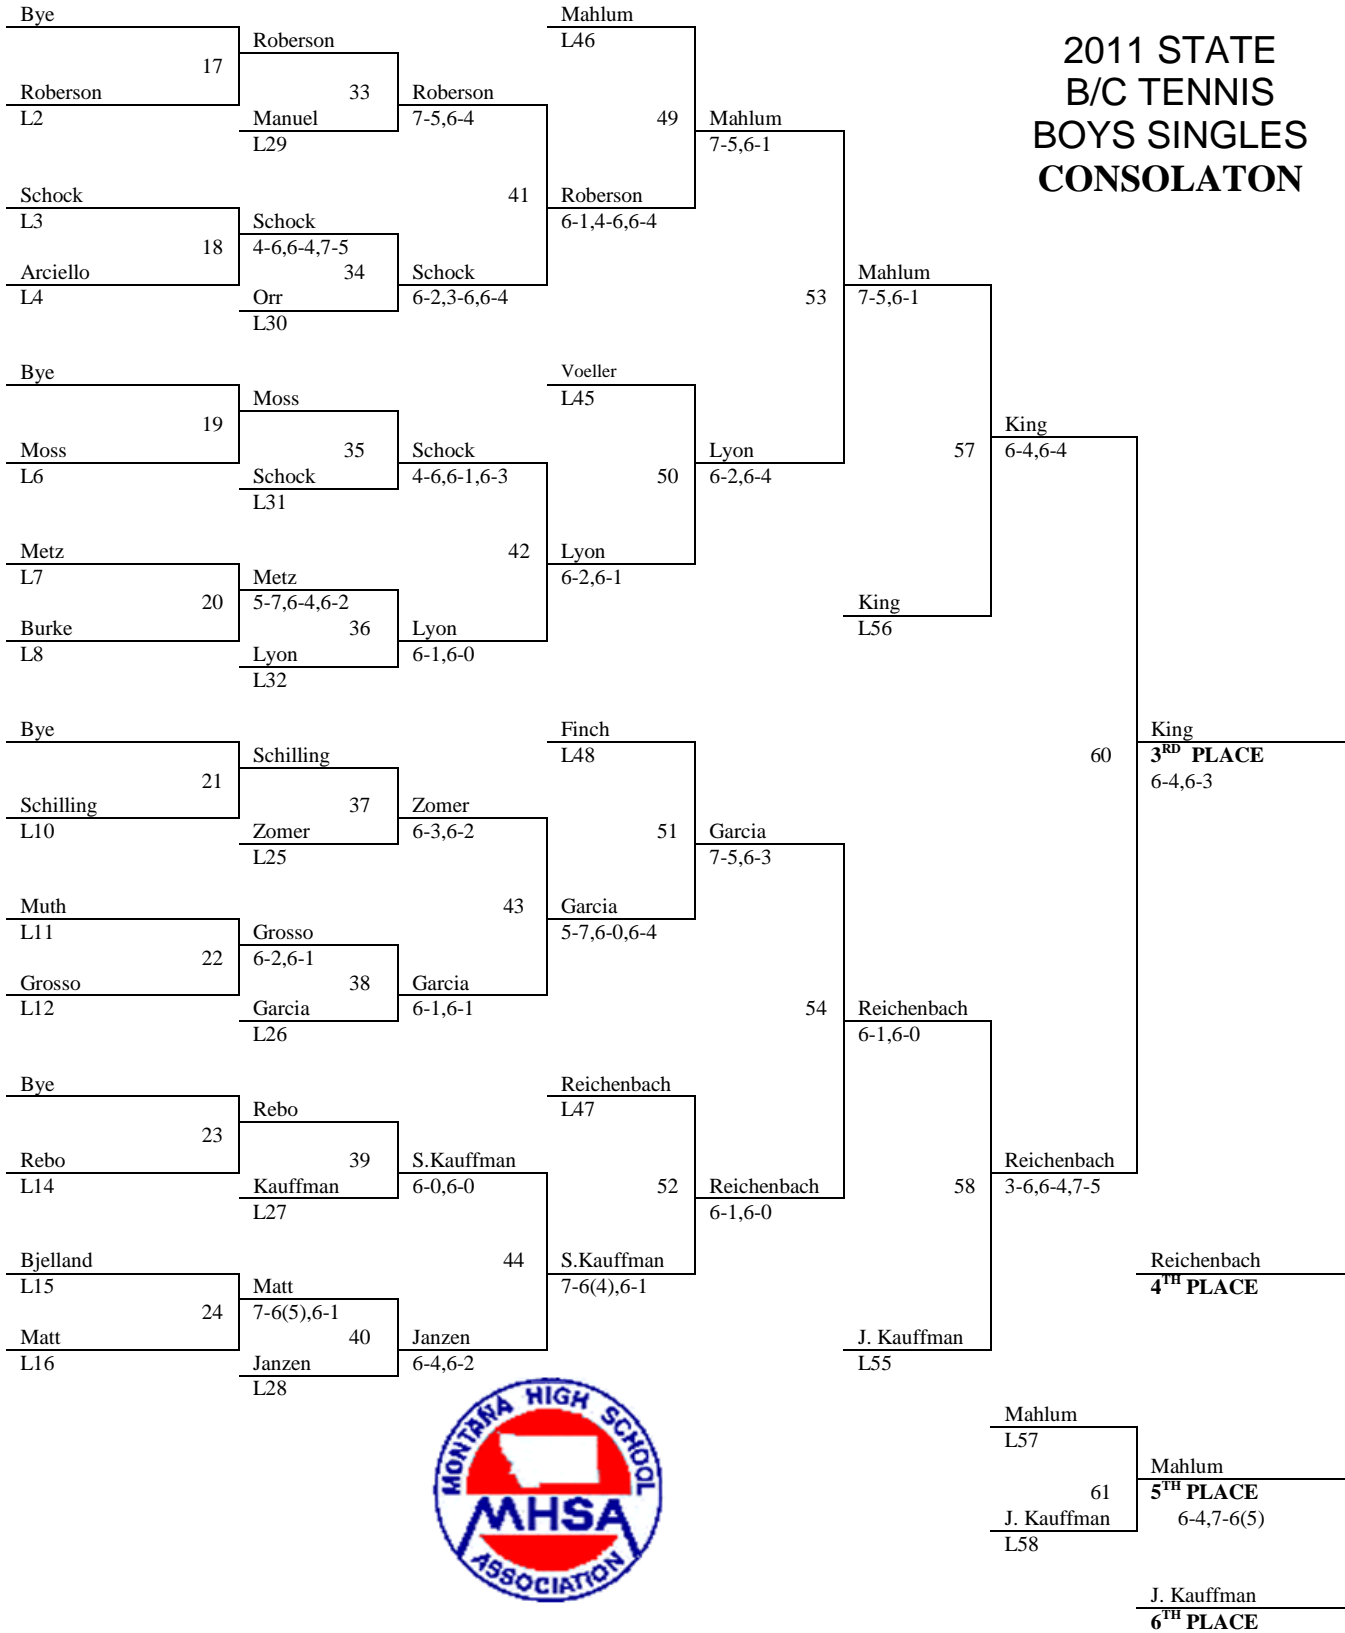 2011 STATE
B/C TENNIS
BOYS SINGLES
CONSOLATON
Bye
17
Roberson
L2
Schock
L3
18
Arciello
L4
Bye
19
Moss
L6
Metz
L7
20
Burke
L8
Bye
21
Schilling
L10
Muth
L11
22
Grosso
L12
Bye
23
Rebo
L14
Bjelland
L15
24
Matt
L16
Roberson
33
Manuel
L29
Schock
4-6,6-4,7-5
34
Orr
L30
Moss
35
Schock
L31
Metz
5-7,6-4,6-2
36
Lyon
L32
Schilling
37
Zomer
L25
Grosso
6-2,6-1
38
Garcia
L26
Rebo
39
Kauffman
L27
Matt
7-6(5),6-1
40
Janzen
L28
Roberson
7-5,6-4
41
Schock
6-2,3-6,6-4
Schock
4-6,6-1,6-3
42
Lyon
6-1,6-0
Zomer
6-3,6-2
43
Garcia
6-1,6-1
S.Kauffman
6-0,6-0
44
Janzen
6-4,6-2
Mahlum
L46
49
Roberson
6-1,4-6,6-4
Voeller
L45
50
Lyon
6-2,6-1
Finch
L48
51
Garcia
5-7,6-0,6-4
Reichenbach
L47
52
S.Kauffman
7-6(4),6-1
Mahlum
7-5,6-1
53
Lyon
6-2,6-4
Garcia
7-5,6-3
54
Reichenbach
6-1,6-0
Mahlum
7-5,6-1
57
King
L56
Reichenbach
6-1,6-0
58
J. Kauffman
L55
King
6-4,6-4
60
Reichenbach
3-6,6-4,7-5
King
3RD PLACE
6-4,6-3
Reichenbach
4TH PLACE
Mahlum
L57
61
J. Kauffman
L58
Mahlum
5TH PLACE
6-4,7-6(5)
J. Kauffman
6TH PLACE
MONTANA HIGH SCHOOL
MHSA
ASSOCIATION